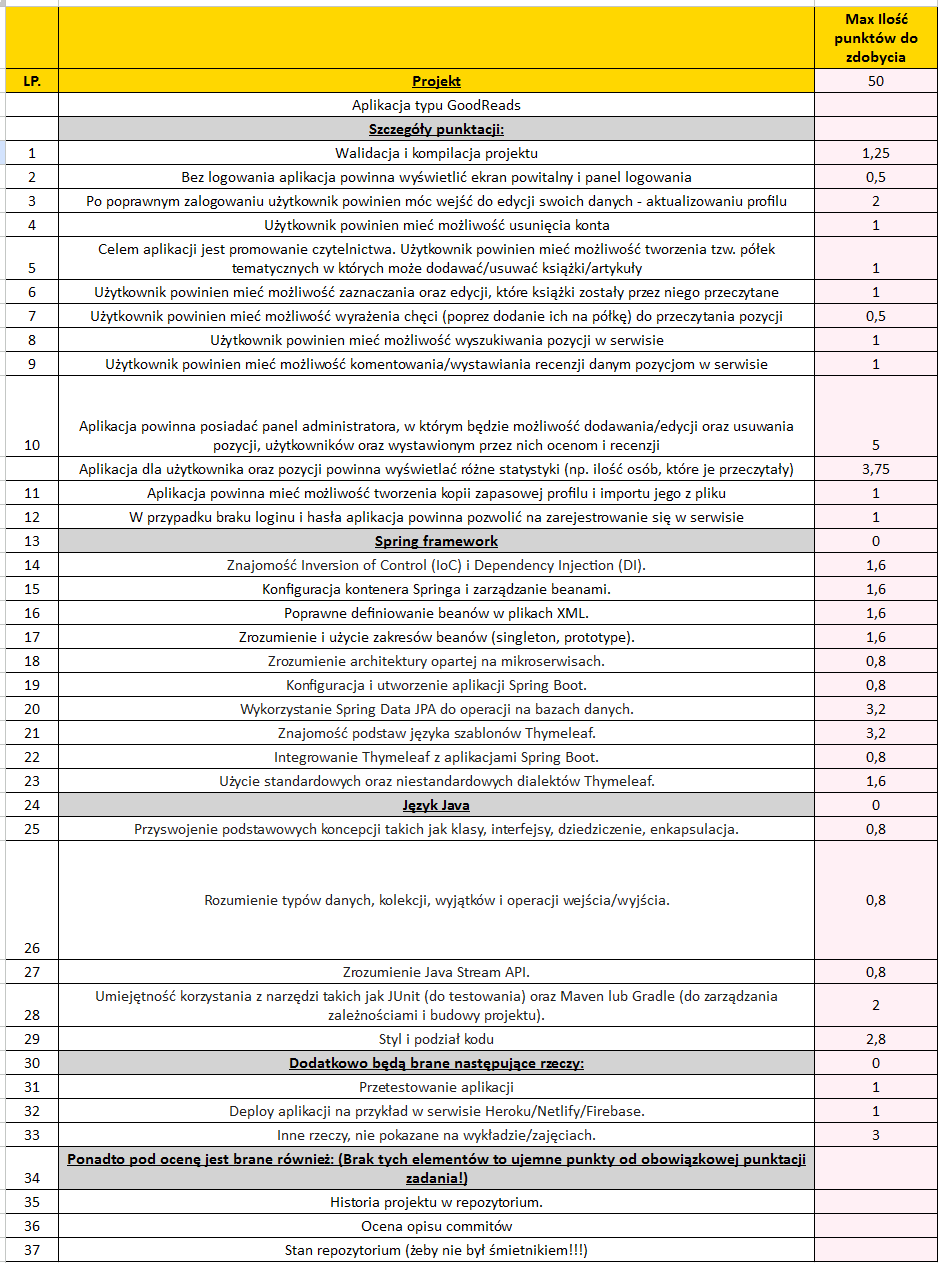 Max Ilość
punktów do
zdobycia
LP. Projekt 50
Aplikacja typu GoodReads
Szczegóły punktacji:
1 Walidacja i kompilacja projektu 1,25
2 Bez logowania aplikacja powinna wyświetlić ekran powitalny i panel logowania 0,5
3 Po poprawnym zalogowaniu użytkownik powinien móc wejść do edycji swoich danych - aktualizowaniu profilu 2
4 Użytkownik powinien mieć możliwość usunięcia konta 1
Celem aplikacji jest promowanie czytelnictwa. Użytkownik powinien mieć możliwość tworzenia tzw. półek
5 tematycznych w których może dodawać/usuwać książki/artykuły 1
6 Użytkownik powinien mieć możliwość zaznaczania oraz edycji, które książki zostały przez niego przeczytane 1
7 Użytkownik powinien mieć możliwość wyrażenia chęci (poprez dodanie ich na półkę) do przeczytania pozycji 0,5
8 Użytkownik powinien mieć możliwość wyszukiwania pozycji w serwisie 1
9 Użytkownik powinien mieć możliwość komentowania/wystawiania recenzji danym pozycjom w serwisie 1
Aplikacja powinna posiadać panel administratora, w którym będzie możliwość dodawania/edycji oraz usuwania
10 pozycji, użytkowników oraz wystawionym przez nich ocenom i recenzji 5
Aplikacja dla użytkownika oraz pozycji powinna wyświetlać różne statystyki (np. ilość osób, które je przeczytały) 3,75
11 Aplikacja powinna mieć możliwość tworzenia kopii zapasowej profilu i importu jego z pliku 1
12 W przypadku braku loginu i hasła aplikacja powinna pozwolić na zarejestrowanie się w serwisie 1
13 Spring framework 0
14 Znajomość Inversion of Control (IoC) i Dependency Injection (DI). 1,6
15 Konfiguracja kontenera Springa i zarządzanie beanami. 1,6
16 Poprawne definiowanie beanów w plikach XML. 1,6
17 Zrozumienie i użycie zakresów beanów (singleton, prototype). 1,6
18 Zrozumienie architektury opartej na mikroserwisach. 0,8
19 Konfiguracja i utworzenie aplikacji Spring Boot. 0,8
20 Wykorzystanie Spring Data JPA do operacji na bazach danych. 3,2
21 Znajomość podstaw języka szablonów Thymeleaf. 3,2
22 Integrowanie Thymeleaf z aplikacjami Spring Boot. 0,8
23 Użycie standardowych oraz niestandardowych dialektów Thymeleaf. 1,6
24 Język Java 0
25 Przyswojenie podstawowych koncepcji takich jak klasy, interfejsy, dziedziczenie, enkapsulacja. 0,8
26 Rozumienie typów danych, kolekcji, wyjątków i operacji wejścia/wyjścia. 0,8
27 Zrozumienie Java Stream API. 0,8
Umiejętność korzystania z narzędzi takich jak JUnit (do testowania) oraz Maven lub Gradle (do zarządzania
28 zależnościami i budowy projektu). 2
29 Styl i podział kodu 2,8
30 Dodatkowo będą brane następujące rzeczy: 0
31 Przetestowanie aplikacji 1
32 Deploy aplikacji na przykład w serwisie Heroku/Netlify/Firebase. 1
33 Inne rzeczy, nie pokazane na wykładzie/zajęciach. 3
Ponadto pod ocenę jest brane również: (Brak tych elementów to ujemne punkty od obowiązkowej punktacji
34 zadania!)
35 Historia projektu w repozytorium.
36 Ocena opisu commitów
37 Stan repozytorium (żeby nie był śmietnikiem!!!)